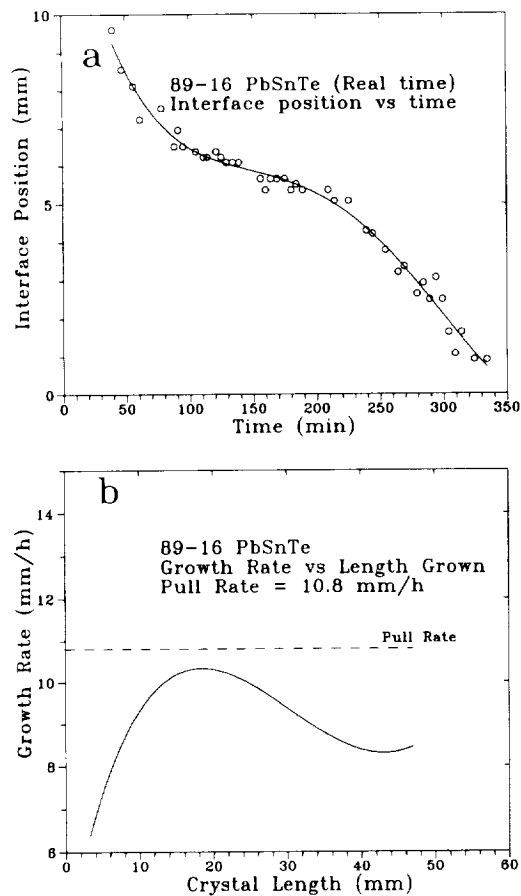 a
89-16 PbSnTe (Real time)
Interface position vs time
Interface Position (mm)
10
5
0
0 50 100 150 200 250 300 350
Time (min)
b
89-16 PbSnTe
Growth Rate vs Length Grown
Pull Rate = 10.8 mm/h
Pull Rate
Growth Rate (mm/h)
14
12
10
8
6
0 10 20 30 40 50 60
Crystal Length (mm)